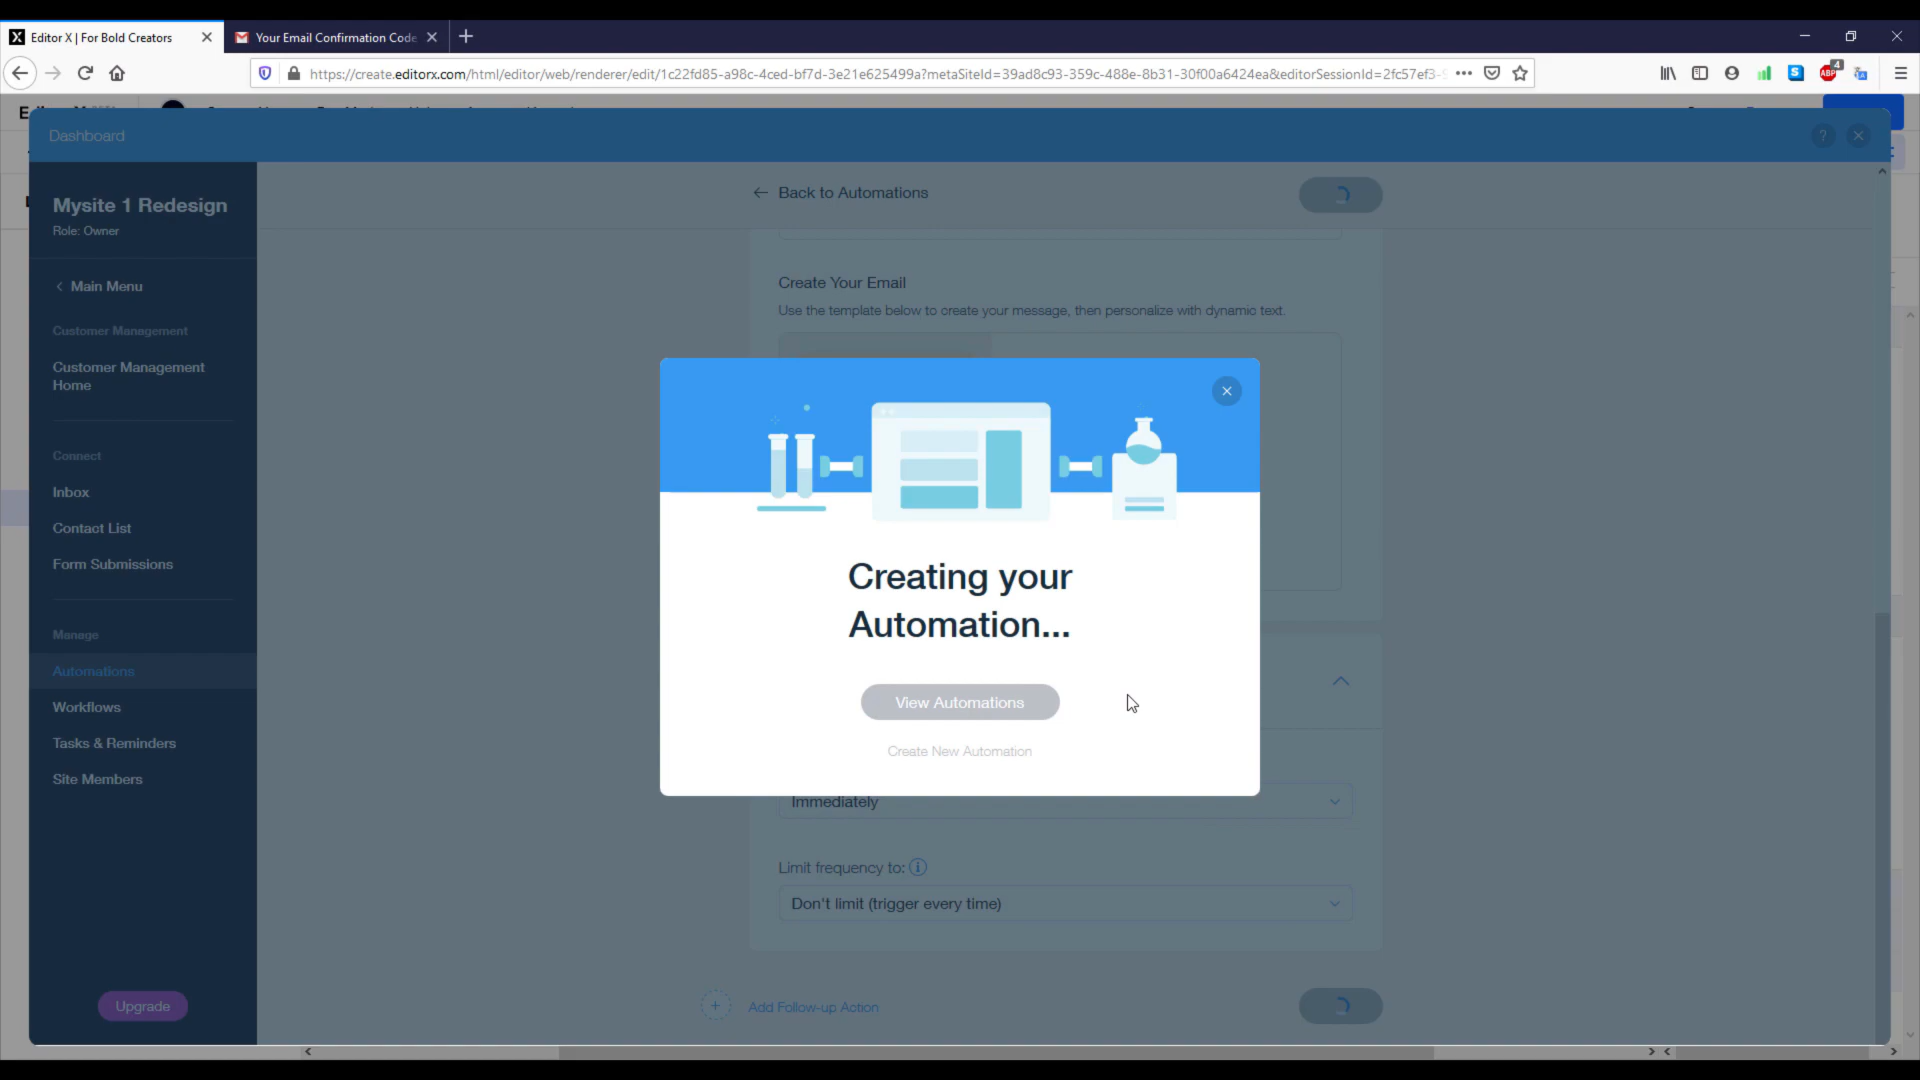 Editor X | For Bold Creators
Your Email Confirmation Code
https://create.editorx.com/html/editor/web/renderer/edit/1c22fd85-a98c-4ced-bf7d-3e21e625499a?metaSiteId=39ad8c93-359c-488e-8b31-30f00a6424ea&editorSessionId=2fc57ef3-9
ABP
4
Dashboard
?
Mysite 1 Redesign
Role: Owner
Main Menu
Customer Management
Customer Management
Home
Connect
Inbox
Contact List
Form Submissions
Manage
Automations
Workflows
Tasks & Reminders
Site Members
Upgrade
Back to Automations
Create Your Email
Use the template below to create your message, then personalize with dynamic text.
Creating your
Automation...
View Automations
Create New Automation
Immediately
Limit frequency to:
Don't limit (trigger every time)
Add Follow-up Action